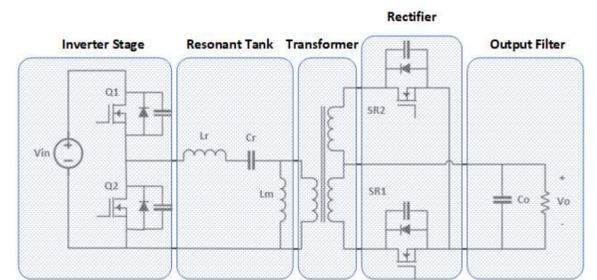 Rectifier
Inverter Stage
Resonant Tank
Transformer
Output Filter
Q1
SR2
Lr
Cr
Vin
+
−
Q2
Lm
SR1
Co
+
Vo
-